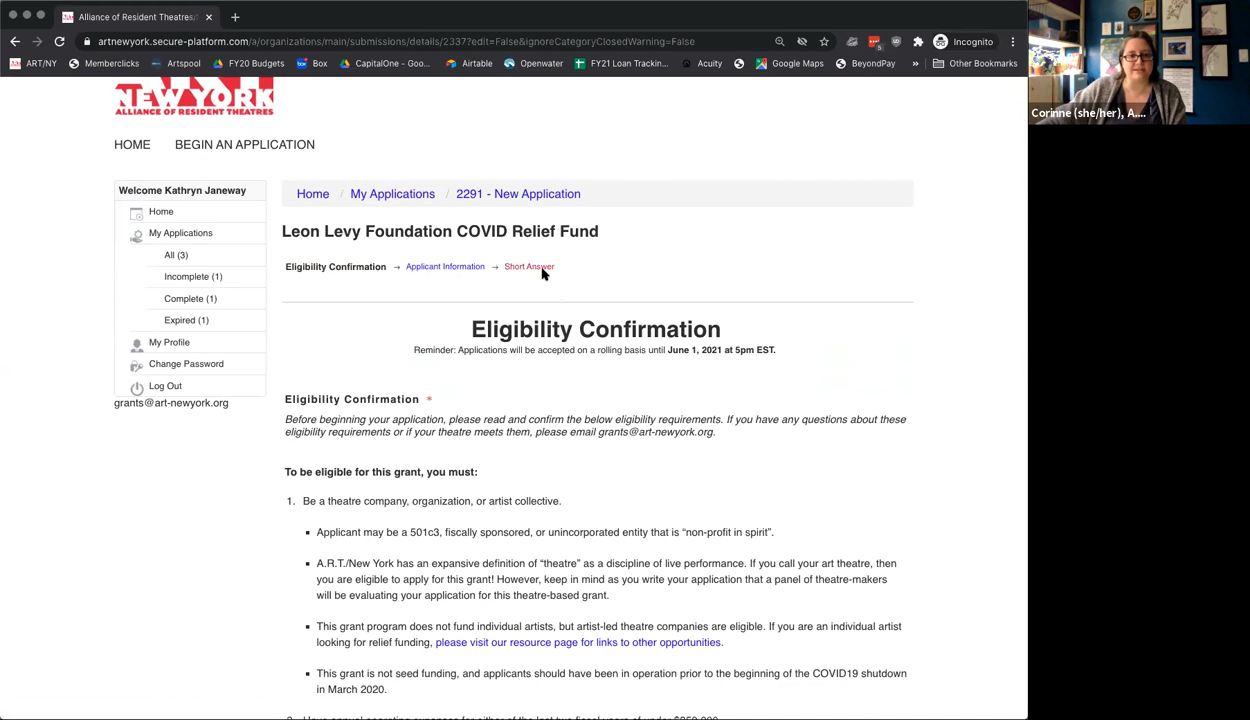 Alliance of Resident Theatres/
artnewyork.secure-platform.com/a/organizations/main/submissions/details/2337?edit=False&ignoreCategoryClosedWarning=False
5
Incognito
ART/NY Memberclicks Artspool FY20 Budgets Box CapitalOne - Goo... Airtable Openwater FY21 Loan Trackin... Acuity Google Maps BeyondPay » Other Bookmarks
NEW YORK
ALLIANCE OF RESIDENT THEATRES
HOME BEGIN AN APPLICATION
Welcome Kathryn Janeway
Home
My Applications
All (3)
Incomplete (1)
Complete (1)
Expired (1)
My Profile
Change Password
Log Out
grants@art-newyork.org
Home / My Applications / 2291 - New Application
Leon Levy Foundation COVID Relief Fund
Eligibility Confirmation → Applicant Information → Short Answer
Eligibility Confirmation
Reminder: Applications will be accepted on a rolling basis until June 1, 2021 at 5pm EST.
Eligibility Confirmation *
Before beginning your application, please read and confirm the below eligibility requirements. If you have any questions about these
eligibility requirements or if your theatre meets them, please email grants@art-newyork.org.
To be eligible for this grant, you must:
1. Be a theatre company, organization, or artist collective.
▪ Applicant may be a 501c3, fiscally sponsored, or unincorporated entity that is “non-profit in spirit”.
▪ A.R.T./New York has an expansive definition of “theatre” as a discipline of live performance. If you call your art theatre, then
you are eligible to apply for this grant! However, keep in mind as you write your application that a panel of theatre-makers
will be evaluating your application for this theatre-based grant.
▪ This grant program does not fund individual artists, but artist-led theatre companies are eligible. If you are an individual artist
looking for relief funding, please visit our resource page for links to other opportunities.
▪ This grant is not seed funding, and applicants should have been in operation prior to the beginning of the COVID19 shutdown
in March 2020.
Corinne (she/her), A....